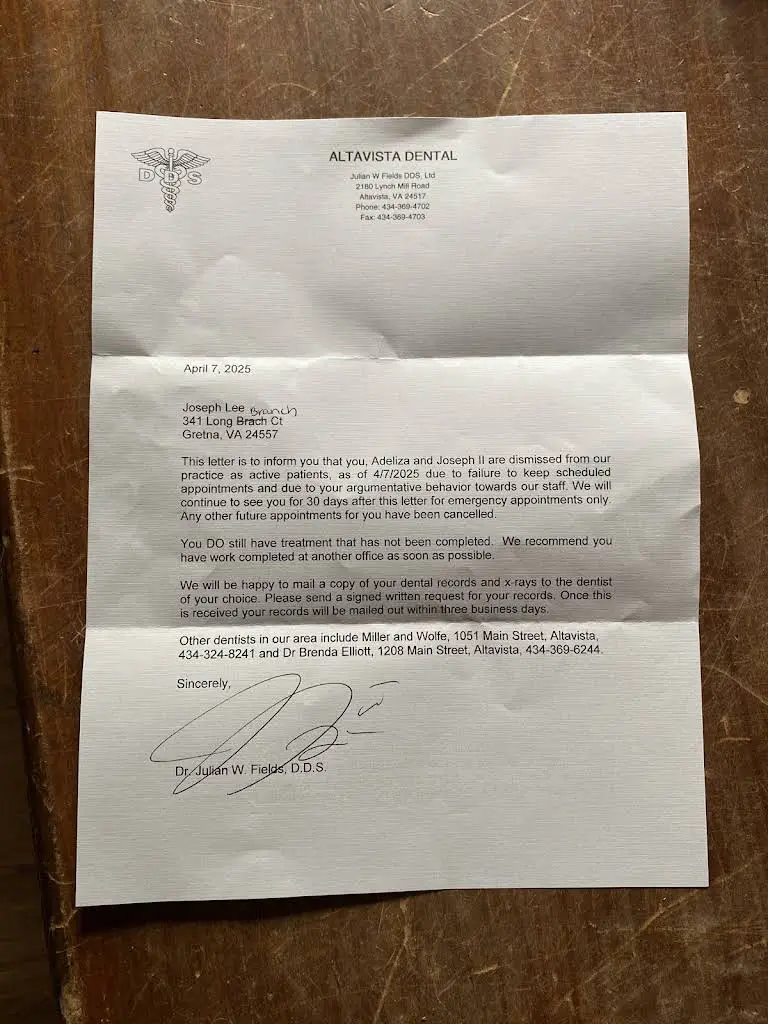 DDS
ALTAVISTA DENTAL
Julian W Fields DDS, Ltd
2180 Lynch Mill Road
Altavista, VA 24517
Phone: 434-369-4702
Fax: 434-369-4703
April 7, 2025
Joseph Lee Branch
341 Long Brach Ct
Gretna, VA 24557
This letter is to inform you that you, Adeliza and Joseph II are dismissed from our
practice as active patients, as of 4/7/2025 due to failure to keep scheduled
appointments and due to your argumentative behavior towards our staff. We will
continue to see you for 30 days after this letter for emergency appointments only.
Any other future appointments for you have been cancelled.
You DO still have treatment that has not been completed. We recommend you
have work completed at another office as soon as possible.
We will be happy to mail a copy of your dental records and x-rays to the dentist
of your choice. Please send a signed written request for your records. Once this
is received your records will be mailed out within three business days.
Other dentists in our area include Miller and Wolfe, 1051 Main Street, Altavista,
434-324-8241 and Dr Brenda Elliott, 1208 Main Street, Altavista, 434-369-6244.
Sincerely,
Dr. Julian W. Fields, D.D.S.